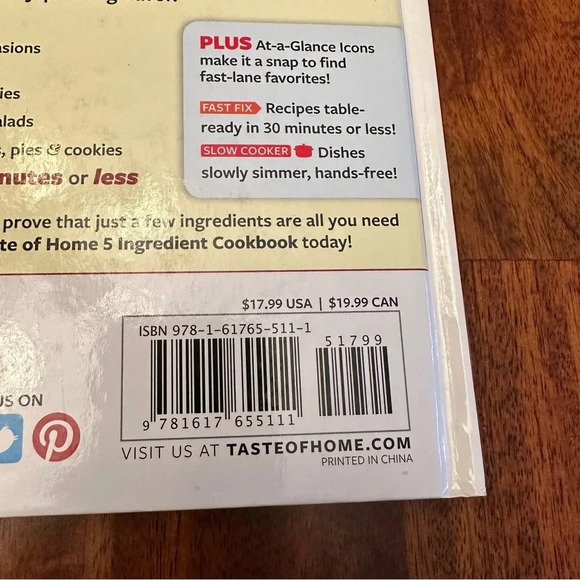 PLUS At-a-Glance Icons
make it a snap to find
fast-lane favorites!
FAST FIX Recipes table-
ready in 30 minutes or less!
SLOW COOKER Dishes
slowly simmer, hands-free!
alads
, pies & cookies
nutes or less
prove that just a few ingredients are all you need
te of Home 5 Ingredient Cookbook today!
$17.99 USA | $19.99 CAN
ISBN 978-1-61765-511-1
51799
9 781617 655111
US ON
VISIT US AT TASTEOFHOME.COM
PRINTED IN CHINA